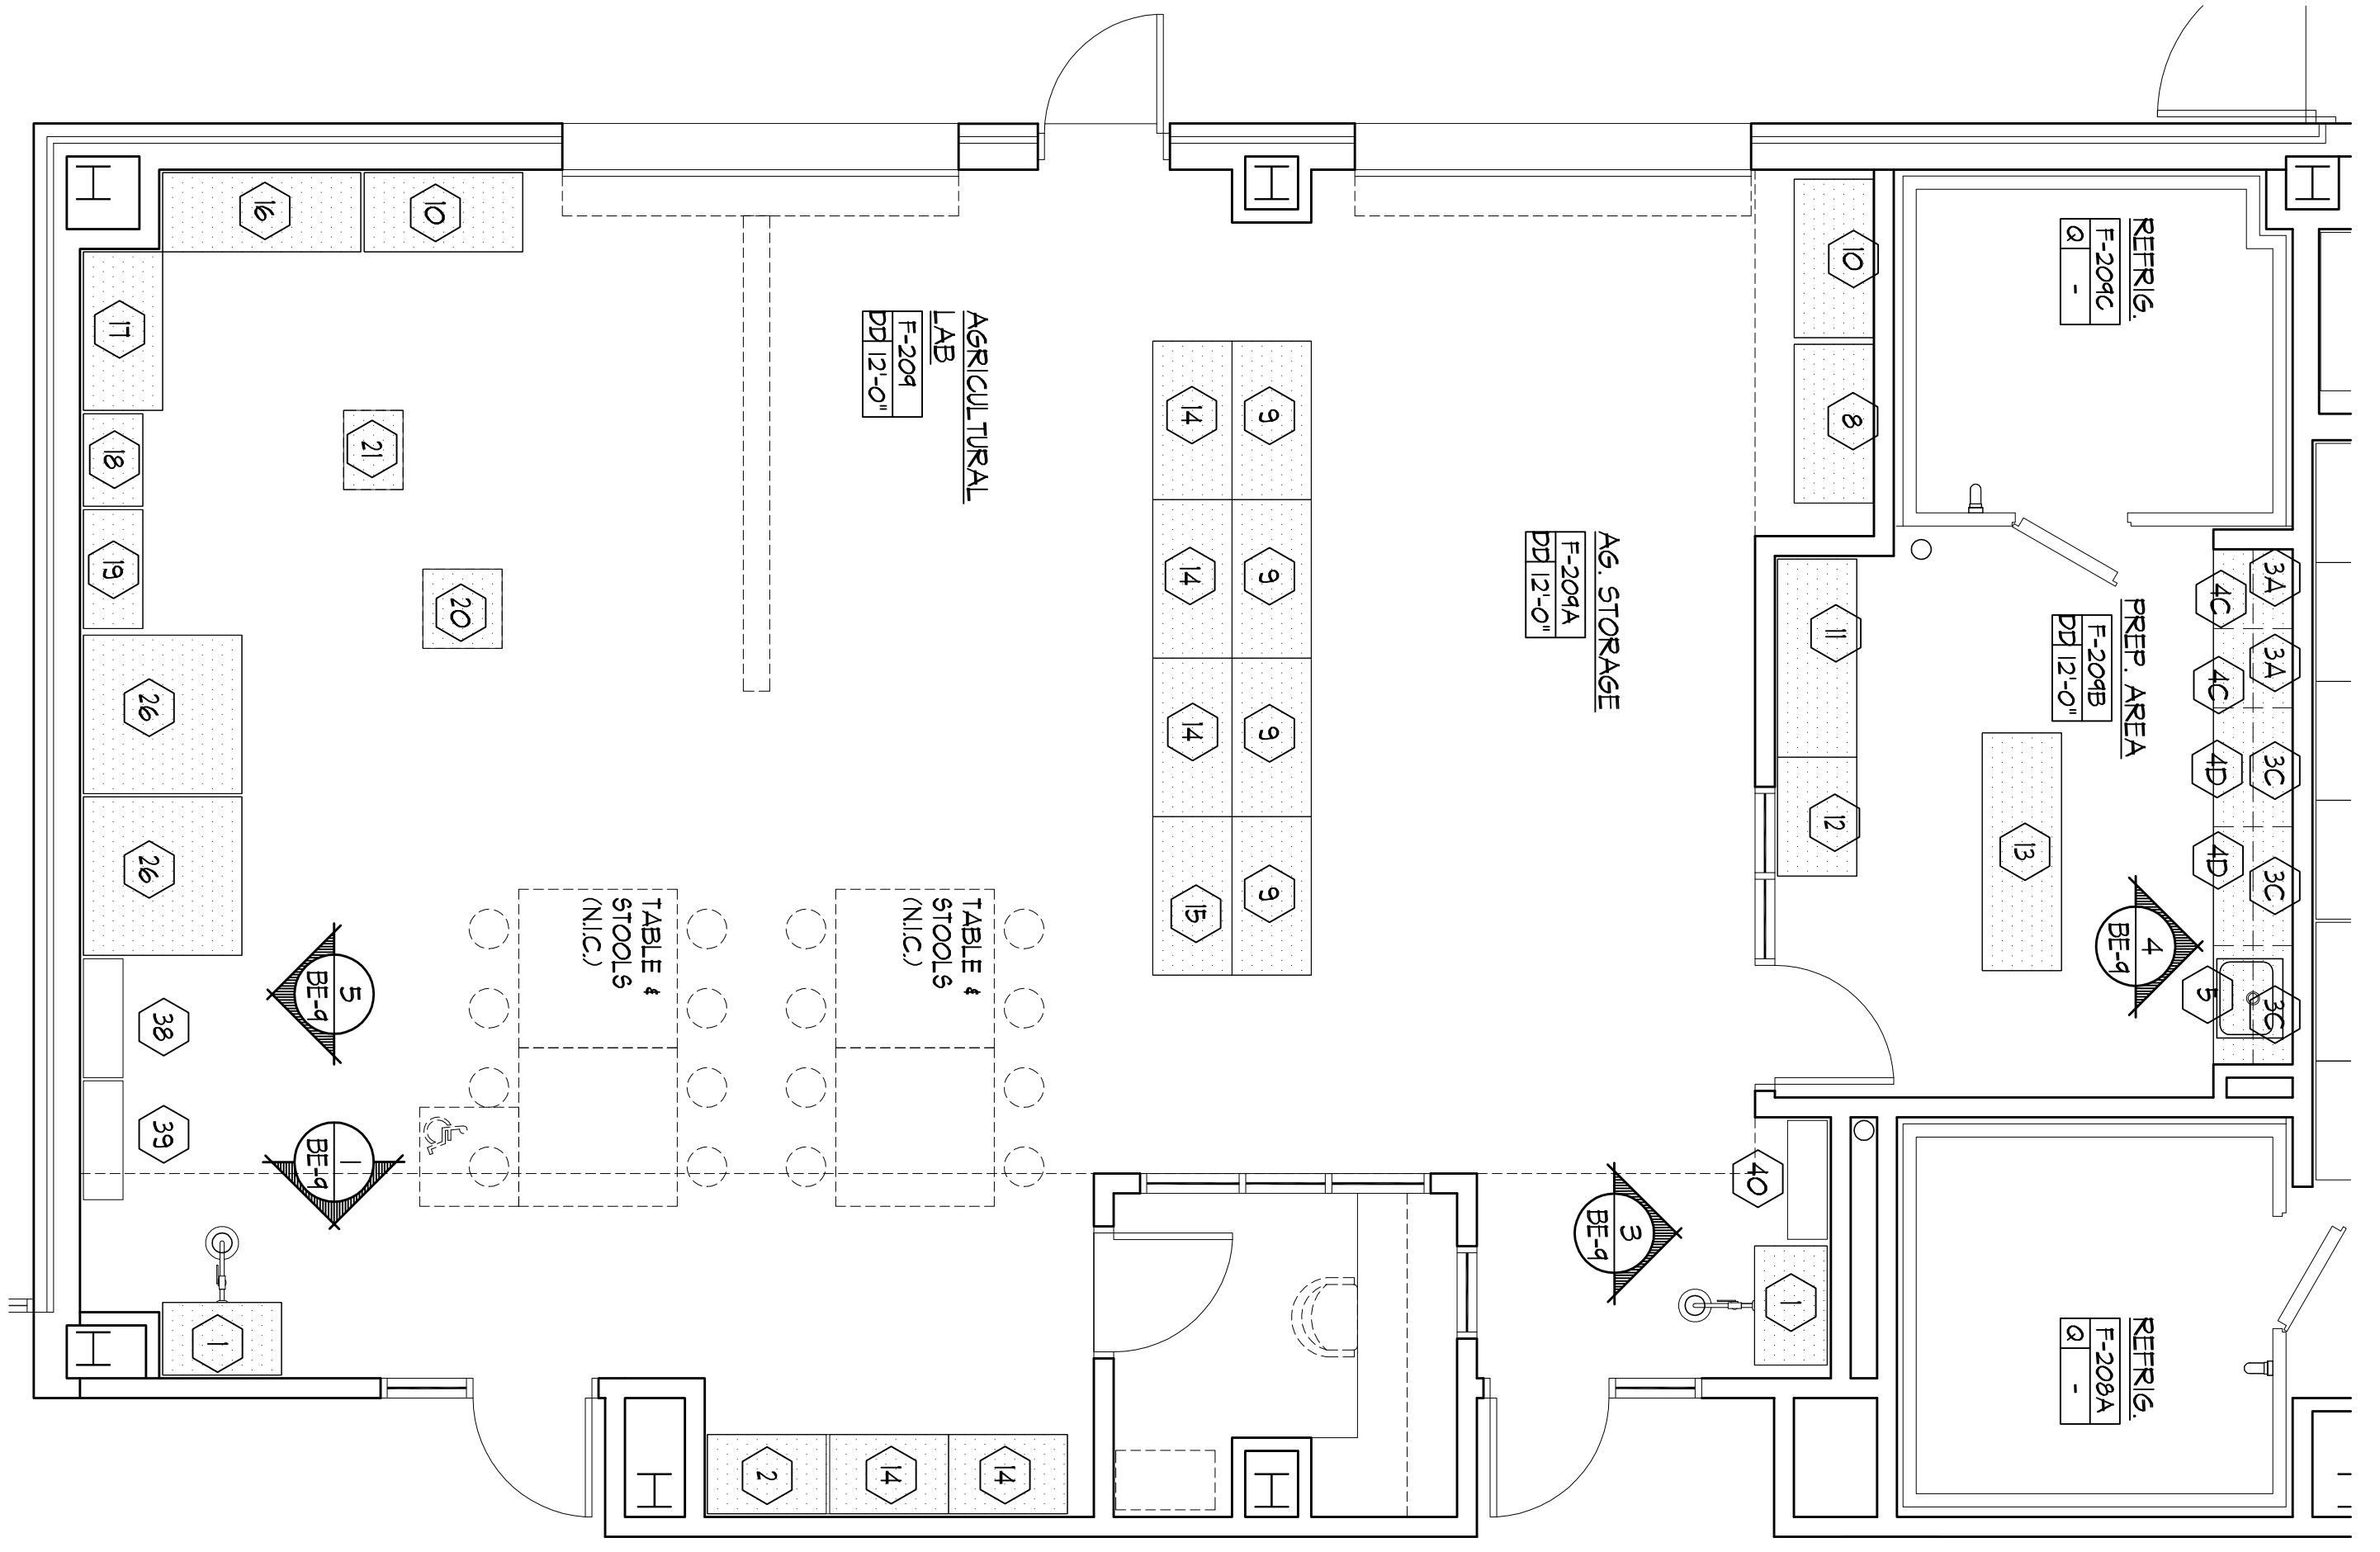 REFRIG.
F-209C
Q -
PREP. AREA
F-209B
DD 12'-0"
3A
3A
3C
3C
3C
4C
4C
4D
4D
5
4
BE-9
13
11
12
REFRIG.
F-208A
Q -
10
8
40
1
3
BE-9
AG. STORAGE
F-209A
DD 12'-0"
9
9
9
9
14
14
14
15
AGRICULTURAL
LAB
F-209
DD 12'-0"
TABLE &
STOOLS
(N.I.C.)
TABLE &
STOOLS
(N.I.C.)
14
14
2
10
16
20
21
5
BE-9
1
BE-9
1
17
18
19
26
26
38
39